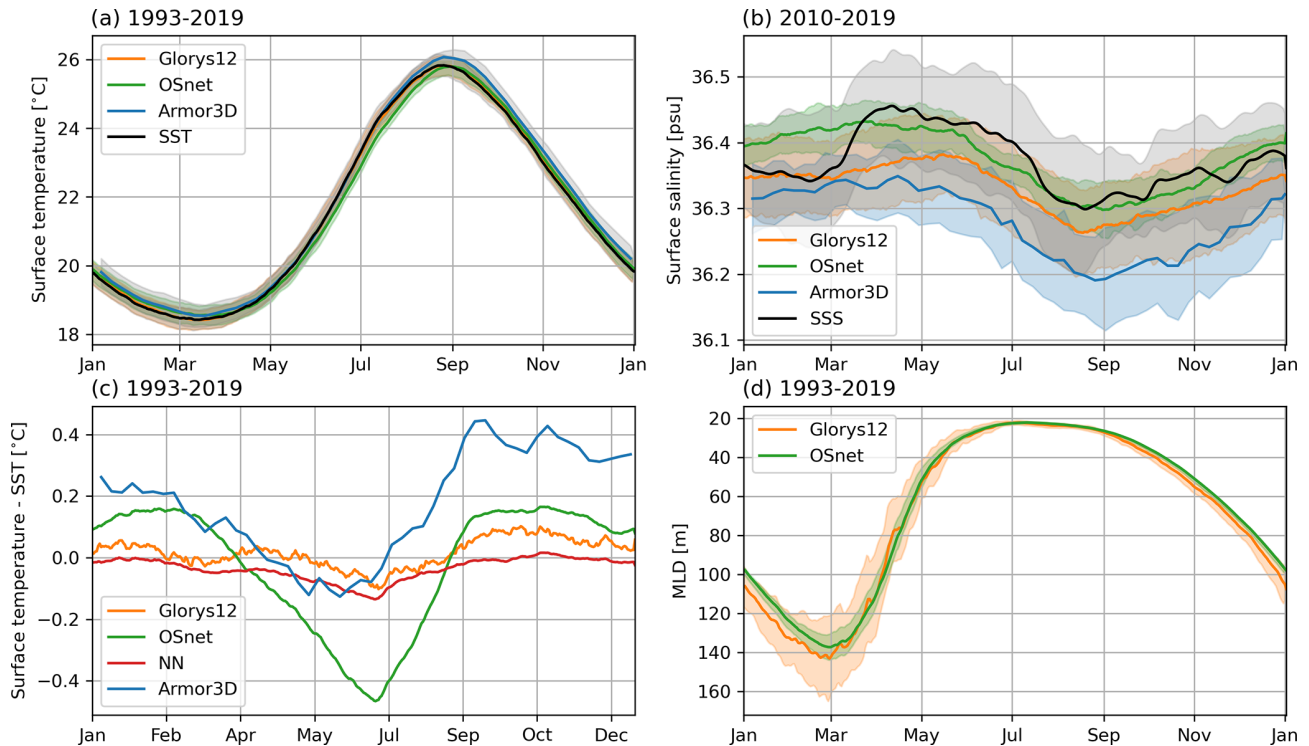 (a) 1993-2019
Surface temperature [°C]
26
24
22
20
18
Glorys12
OSnet
Armor3D
SST
Jan Mar May Jul Sep Nov Jan
(b) 2010-2019
Surface salinity [psu]
36.5
36.4
36.3
36.2
36.1
Glorys12
OSnet
Armor3D
SSS
Jan Mar May Jul Sep Nov Jan
(c) 1993-2019
Surface temperature - SST [°C]
0.4
0.2
0.0
−0.2
−0.4
Glorys12
OSnet
NN
Armor3D
Jan Feb Apr May Jul Sep Oct Dec
(d) 1993-2019
MLD [m]
20
40
60
80
100
120
140
160
Glorys12
OSnet
Jan Mar May Jul Sep Nov Jan